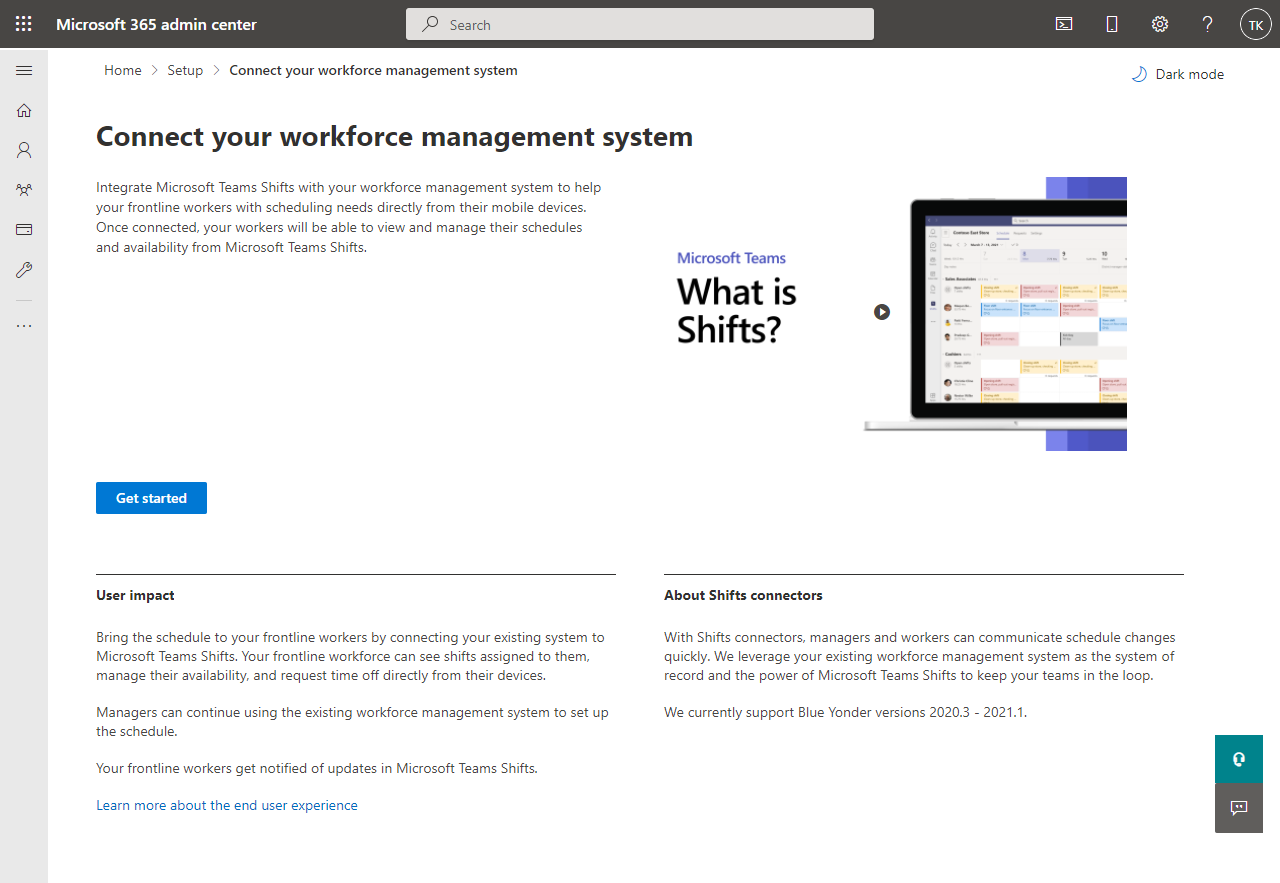 Microsoft 365 admin center
Search
TK
Home
Setup
Connect your workforce management system
Dark mode
Connect your workforce management system
Integrate Microsoft Teams Shifts with your workforce management system to help
your frontline workers with scheduling needs directly from their mobile devices.
Once connected, your workers will be able to view and manage their schedules
and availability from Microsoft Teams Shifts.
Microsoft Teams
What is
Shifts?
Contoso East Store
Sales Associates
Cashiers
Get started
User impact
Bring the schedule to your frontline workers by connecting your existing system to
Microsoft Teams Shifts. Your frontline workforce can see shifts assigned to them,
manage their availability, and request time off directly from their devices.
Managers can continue using the existing workforce management system to set up
the schedule.
Your frontline workers get notified of updates in Microsoft Teams Shifts.
Learn more about the end user experience
About Shifts connectors
With Shifts connectors, managers and workers can communicate schedule changes
quickly. We leverage your existing workforce management system as the system of
record and the power of Microsoft Teams Shifts to keep your teams in the loop.
We currently support Blue Yonder versions 2020.3 - 2021.1.